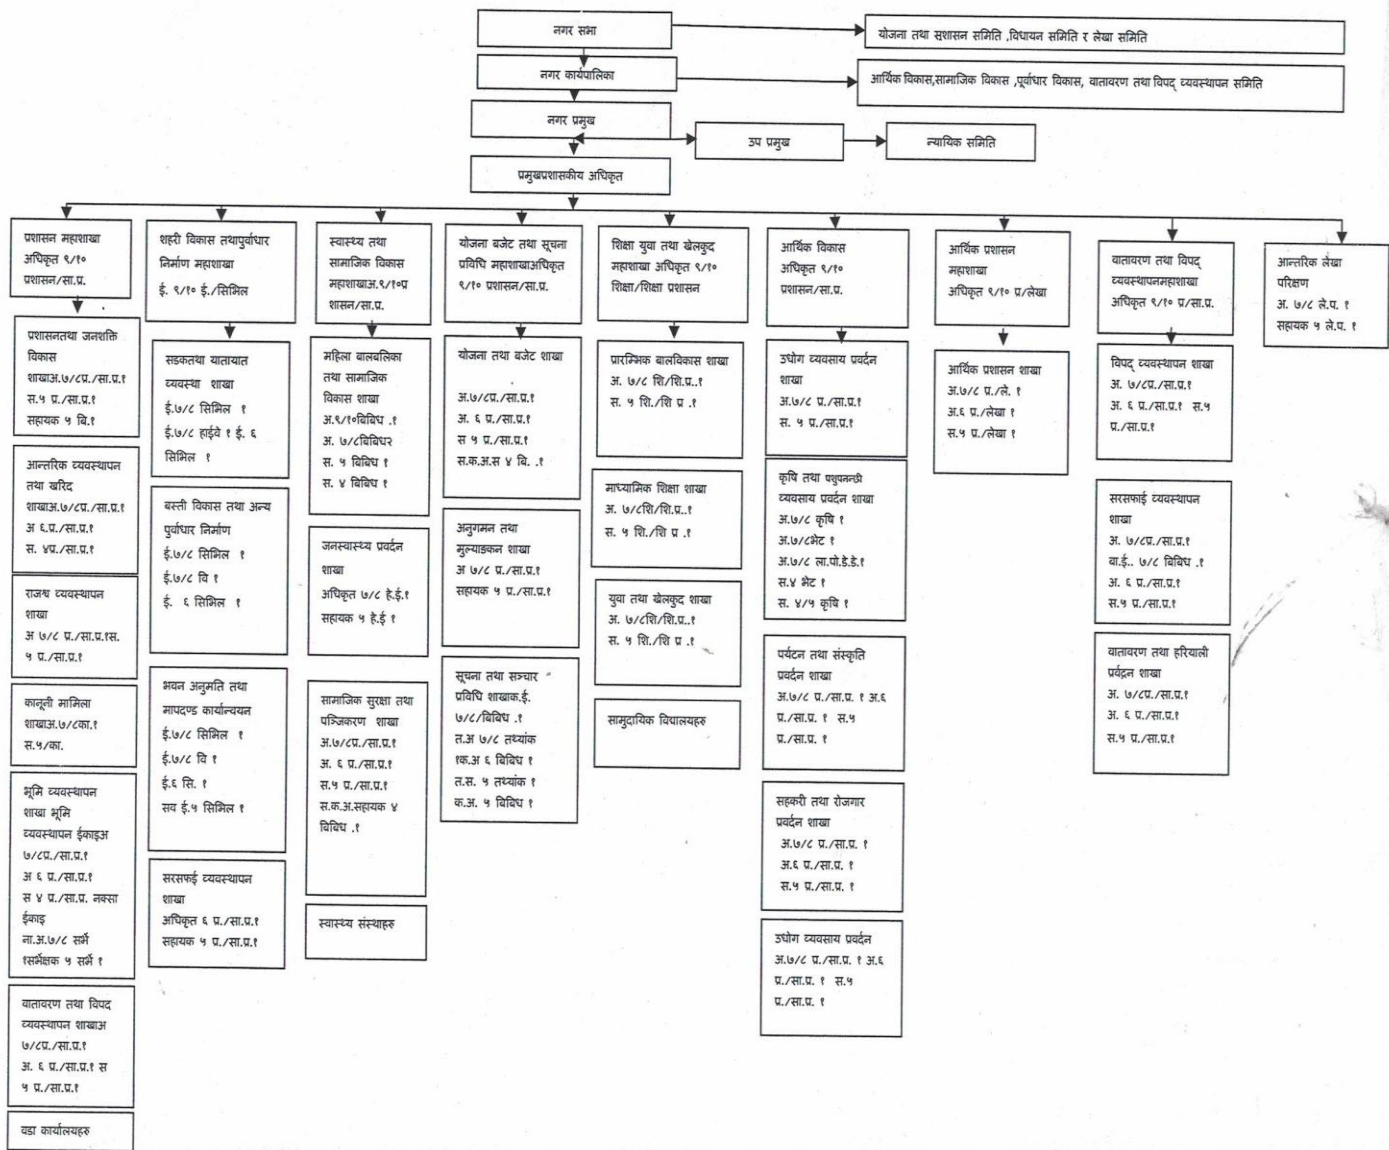 नगर सभा
योजना तथा सुशासन समिति ,विधायन समिति र लेखा समिति
नगर कार्यपालिका
आर्थिक विकास,सामाजिक विकास ,पूर्वाधार विकास, वातावरण तथा विपद् व्यवस्थापन समिति
नगर प्रमुख
उप प्रमुख
न्यायिक समिति
प्रमुखप्रशासकीय अधिकृत
प्रशासन महाशाखा
अधिकृत ९/१०
प्रशासन/सा.प्र.
प्रशासनतथा जनशक्ति
विकास
शाखाअ.७/८प्र./सा.प्र.१
स.५ प्र./सा.प्र.१
सहायक ५ बि.१
आन्तरिक व्यवस्थापन
तथा खरिद
शाखाअ.७/८प्र./सा.प्र.१
अ ६.प्र./सा.प्र.१
स. ४प्र./सा.प्र.१
राजश्व व्यवस्थापन
शाखा
अ ७/८ प्र./सा.प्र.१स.
५ प्र./सा.प्र.१
कानूनी मामिला
शाखाअ.७/८का.१
स.५/का.
भूमि व्यवस्थापन
शाखा भूमि
व्यवस्थापन ईकाइअ
७/८प्र./सा.प्र.१
अ ६ प्र./सा.प्र.१
स ४ प्र./सा.प्र. नक्सा
ईकाइ
ना.अ.७/८ सर्भे
१सर्भेक्षक ५ सर्भे १
वातावरण तथा विपद
व्यवस्थापन शाखाअ
७/८प्र./सा.प्र.१
अ. ६ प्र./सा.प्र.१ स
५ प्र./सा.प्र.१
वडा कार्यालयहरु
शहरी विकास तथापुर्वाधार
निर्माण महाशाखा
ई. ९/१० ई./सिभिल
सडकतथा यातायात
व्यवस्था शाखा
ई.७/८ सिभिल १
ई.७/८ हाईवे १ ई. ६
सिभिल १
बस्ती विकास तथा अन्य
पुर्वाधार निर्माण
ई.७/८ सिभिल १
ई.७/८ वि १
ई. ६ सिभिल १
भवन अनुमति तथा
मापदण्ड कार्यान्वयन
ई.७/८ सिभिल १
ई.७/८ वि १
ई.६ सि. १
सव ई.५ सिभिल १
सरसफई व्यवस्थापन
शाखा
अधिकृत ६ प्र./सा.प्र.१
सहायक ५ प्र./सा.प्र.१
स्वास्थ्य तथा
सामाजिक विकास
महाशाखाअ.९/१०प्र
शासन/सा.प्र.
महिला बालबलिका
तथा सामाजिक
विकास शाखा
अ.९/१०बिबिध .१
अ. ७/८बिबिध२
स. ५ बिबिध १
स. ४ बिबिध १
जनस्वास्थ्य प्रवर्दन
शाखा
अधिकृत ७/८ हे.ई.१
सहायक ५ हे.ई १
सामाजिक सुरक्षा तथा
पञ्जिकरण शाखा
अ.७/८प्र./सा.प्र.१
अ. ६ प्र./सा.प्र.१
स.५ प्र./सा.प्र.१
स.क.अ.सहायक ४
विबिध .१
स्वास्थ्य संस्थाहरु
योजना बजेट तथा सूचना
प्रविधि महाशाखाअधिकृत
९/१० प्रशासन/सा.प्र.
योजना तथा बजेट शाखा
अ.७/८प्र./सा.प्र.१
अ. ६ प्र./सा.प्र.१
स ५ प्र./सा.प्र.१
स.क.अ.स ४ बि. .१
अनुगमन तथा
मुल्याङकन शाखा
अ ७/८ प्र./सा.प्र.१
सहायक ५ प्र./सा.प्र.१
सूचना तथा सञ्चार
प्रविधि शाखाक.ई.
७/८/विबिध .१
त.अ ७/८ तथ्यांक
१क.अ ६ बिबिध १
त.स. ५ तथ्यांक १
क.अ. ५ बिबिध १
शिक्षा युवा तथा खेलकुद
महाशाखा अधिकृत ९/१०
शिक्षा/शिक्षा प्रशासन
प्रारम्भिक बालविकास शाखा
अ. ७/८ शि/शि.प्र..१
स. ५ शि./शि प्र .१
माध्यामिक शिक्षा शाखा
अ. ७/८शि/शि.प्र..१
स. ५ शि./शि प्र .१
युवा तथा खेलकुद शाखा
अ. ७/८शि/शि.प्र..१
स. ५ शि./शि प्र .१
सामुदायिक विद्यालयहरु
आर्थिक विकास
अधिकृत ९/१०
प्रशासन/सा.प्र.
उधोग व्यवसाय प्रवर्दन
शाखा
अ.७/८ प्र./सा.प्र.१
स. ५ प्र./सा.प्र.१
कृषि तथा पशुपनन्छी
व्यवसाय प्रवर्दन शाखा
अ.७/८ कृषि १
अ.७/८भेट १
अ.७/८ ला.पो.डे.डे.१
स.४ भेट १
स. ४/५ कृषि १
पर्यटन तथा संस्कृति
प्रवर्दन शाखा
अ.७/८ प्र./सा.प्र. १ अ.६
प्र./सा.प्र. १ स.५
प्र./सा.प्र. १
सहकरी तथा रोजगार
प्रवर्दन शाखा
अ.७/८ प्र./सा.प्र. १
अ.६ प्र./सा.प्र. १
स.५ प्र./सा.प्र. १
उधोग व्यवसाय प्रवर्दन
अ.७/८ प्र./सा.प्र. १ अ.६
प्र./सा.प्र. १ स.५
प्र./सा.प्र. १
आर्थिक प्रशासन
महाशाखा
अधिकृत ९/१० प्र/लेखा
आर्थिक प्रशासन शाखा
अ.७/८ प्र./ले. १
अ.६ प्र./लेखा १
स.५ प्र./लेखा १
वातावरण तथा विपद
व्यवस्थापनमहाशाखा
अधिकृत ९/१० प्र/सा.प्र.
विपद् व्यवस्थापन शाखा
अ. ७/८प्र./सा.प्र.१
अ. ६ प्र./सा.प्र.१ स.५
प्र./सा.प्र.१
सरसफाई व्यवस्थापन
शाखा
अ. ७/८प्र./सा.प्र.१
वा.ई.. ७/८ बिबिध .१
अ. ६ प्र./सा.प्र.१
स.५ प्र./सा.प्र.१
वातावरण तथा हरियाली
प्रर्वद्रन शाखा
अ. ७/८प्र./सा.प्र.१
अ. ६ प्र./सा.प्र.१
स.५ प्र./सा.प्र.१
आन्तरिक लेखा
परिक्षण
अ. ७/८ ले.प. १
सहायक ५ ले.प. १